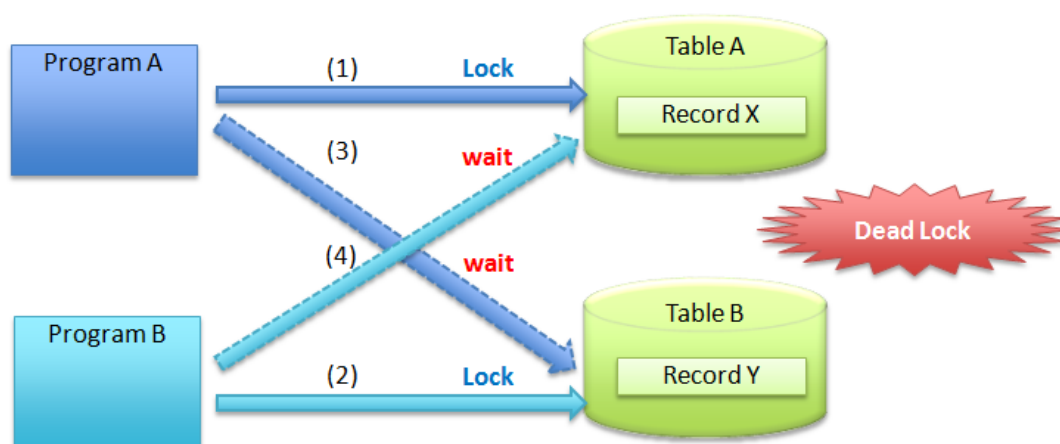 Program A
(1)
Lock
Table A
Record X
(3)
wait
Dead Lock
(4)
wait
Program B
Table B
(2)
Lock
Record Y